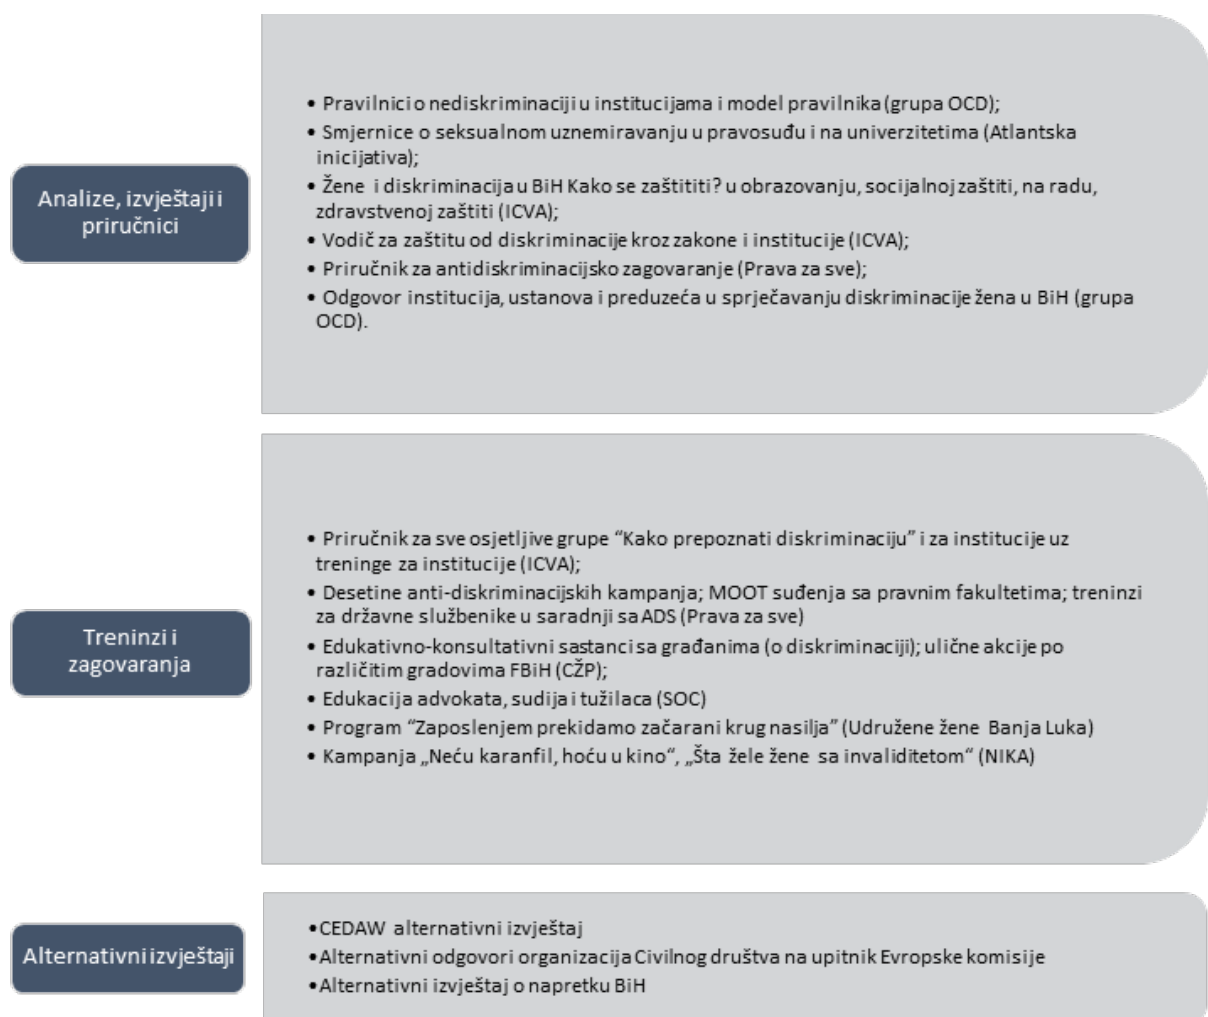 Analize, izvještaji i
priručnici
• Pravilnici o nediskriminaciji u institucijama i model pravilnika (grupa OCD);
• Smjernice o seksualnom uznemiravanju u pravosuđu i na univerzitetima (Atlantska
inicijativa);
• Žene i diskriminacija u BiH Kako se zaštititi? u obrazovanju, socijalnoj zaštiti, na radu,
zdravstvenoj zaštiti (ICVA);
• Vodič za zaštitu od diskriminacije kroz zakone i institucije (ICVA);
• Priručnik za antidiskriminacijsko zagovaranje (Prava za sve);
• Odgovor institucija, ustanova i preduzeća u sprječavanju diskriminacije žena u BiH (grupa
OCD).
Treninzi i
zagovaranja
• Priručnik za sve osjetljive grupe “Kako prepoznati diskriminaciju” i za institucije uz
treninge za institucije (ICVA);
• Desetine anti-diskriminacijskih kampanja; MOOT suđenja sa pravnim fakultetima; treninzi
za državne službenike u saradnji sa ADS (Prava za sve)
• Edukativno-konsultativni sastanci sa građanima (o diskriminaciji); ulične akcije po
različitim gradovima FBiH (CŽP);
• Edukacija advokata, sudija i tužilaca (SOC)
• Program “Zaposlenjem prekidamo začarani krug nasilja” (Udružene žene Banja Luka)
• Kampanja „Neću karanfil, hoću u kino“, „Šta žele žene sa invaliditetom“ (NIKA)
Alternativni izvještaji
•CEDAW alternativni izvještaj
•Alternativni odgovori organizacija Civilnog društva na upitnik Evropske komisije
•Alternativni izvještaj o napretku BiH